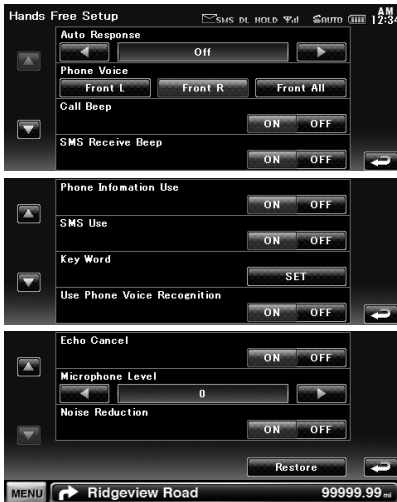 Hands Free Setup SMS DL HOLD AUTO AM 12:34
Auto Response
Off
Phone Voice
Front L Front R Front All
Call Beep
ON OFF
SMS Receive Beep
ON OFF
Phone Infomation Use
ON OFF
SMS Use
ON OFF
Key Word
SET
Use Phone Voice Recognition
ON OFF
Echo Cancel
ON OFF
Microphone Level
0
Noise Reduction
ON OFF
Restore
MENU Ridgeview Road 99999.99 mi